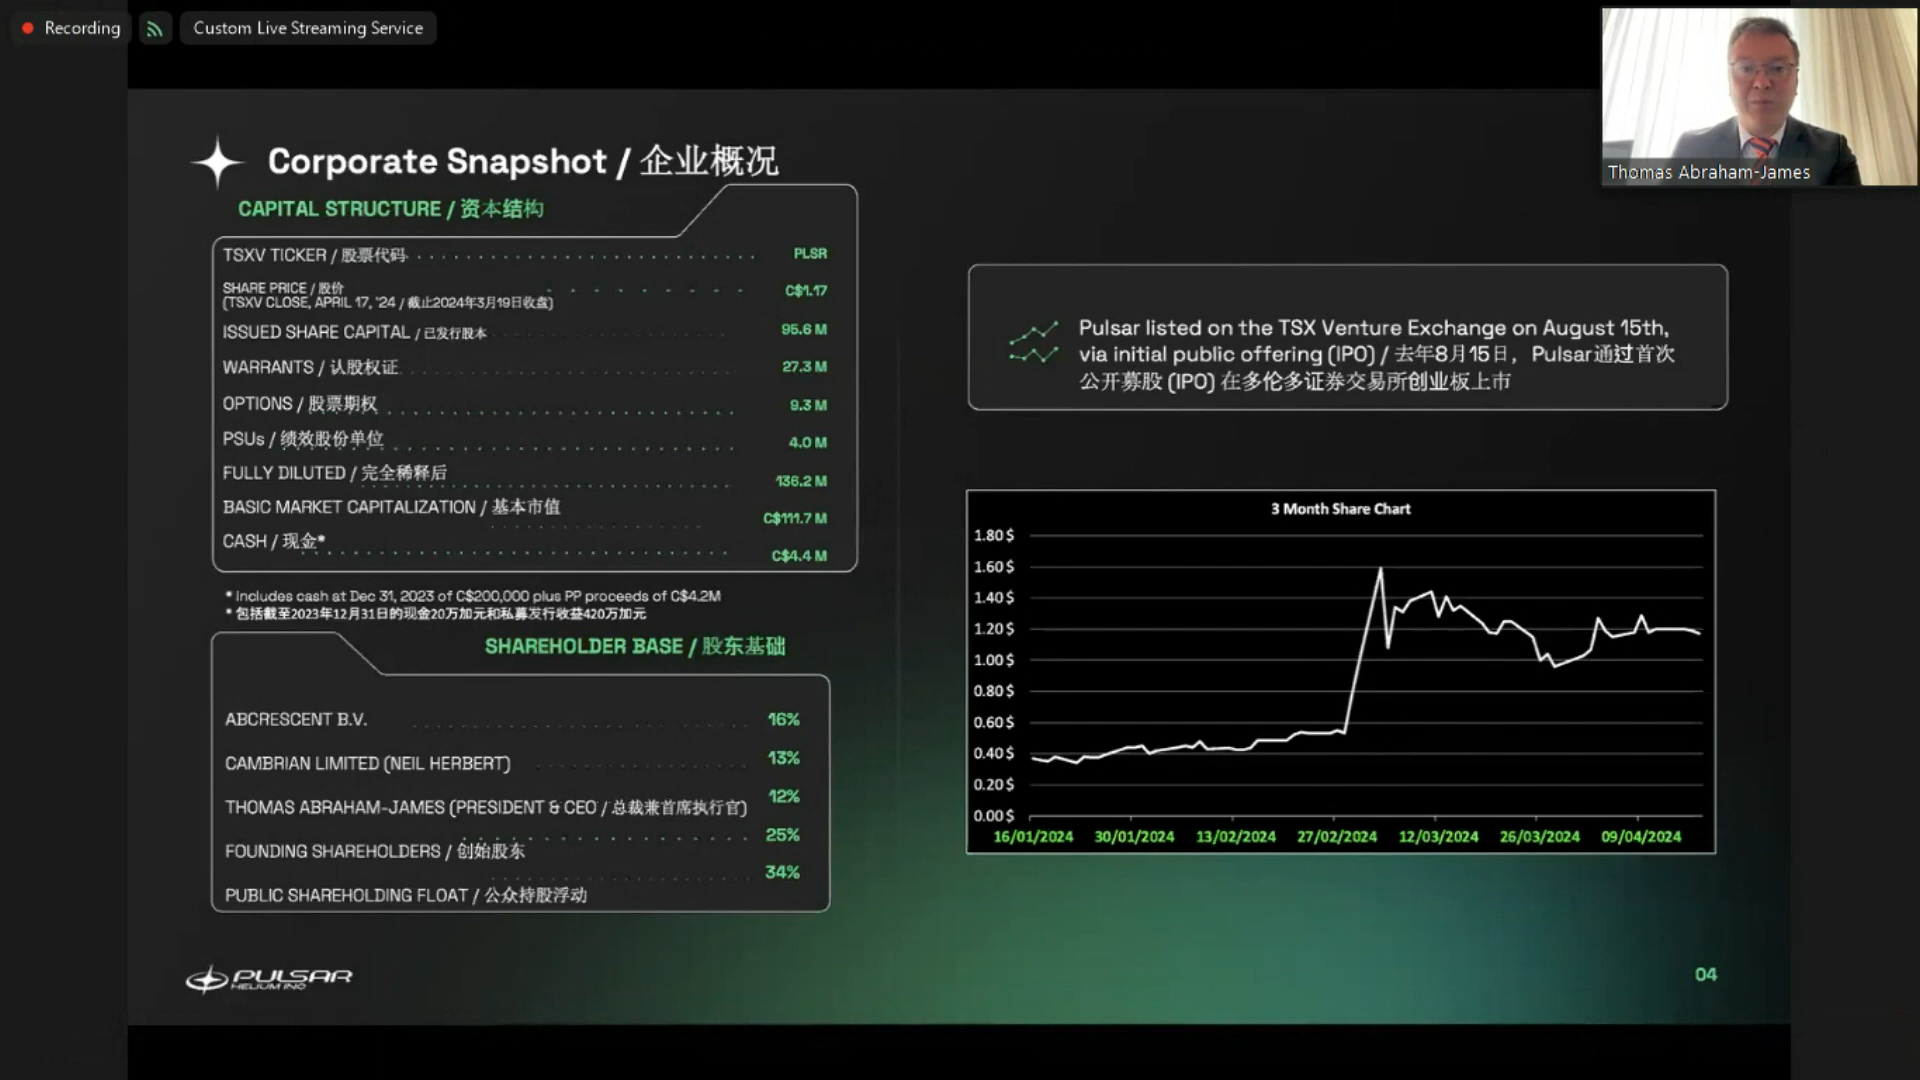 Recording
Custom Live Streaming Service
Thomas Abraham-James
Corporate Snapshot / 企业概况
CAPITAL STRUCTURE / 资本结构
TSXV TICKER / 股票代码 PLSR
SHARE PRICE / 股价
(TSXV CLOSE, APRIL 17, '24 / 截止2024年3月19日收盘) C$1.17
ISSUED SHARE CAPITAL / 已发行股本 95.6 M
WARRANTS / 认股权证 27.3 M
OPTIONS / 股票期权 9.3 M
PSUs / 绩效股份单位 4.0 M
FULLY DILUTED / 完全稀释后 136.2 M
BASIC MARKET CAPITALIZATION / 基本市值 C$111.7 M
CASH / 现金* C$4.4 M
* Includes cash at Dec 31, 2023 of C$200,000 plus PP proceeds of C$4.2M
* 包括截至2023年12月31日的现金20万加元和私募发行收益420万加元
SHAREHOLDER BASE / 股东基础
ABCRESCENT B.V. 16%
CAMBRIAN LIMITED (NEIL HERBERT) 13%
THOMAS ABRAHAM-JAMES (PRESIDENT & CEO / 总裁兼首席执行官) 12%
FOUNDING SHAREHOLDERS / 创始股东 25%
PUBLIC SHAREHOLDING FLOAT / 公众持股浮动 34%
Pulsar listed on the TSX Venture Exchange on August 15th,
via initial public offering (IPO) / 去年8月15日，Pulsar通过首次
公开募股 (IPO) 在多伦多证券交易所创业板上市
3 Month Share Chart
1.80 $
1.60 $
1.40 $
1.20 $
1.00 $
0.80 $
0.60 $
0.40 $
0.20 $
0.00 $
16/01/2024 30/01/2024 13/02/2024 27/02/2024 12/03/2024 26/03/2024 09/04/2024
PULSAR
HELIUM INC
04